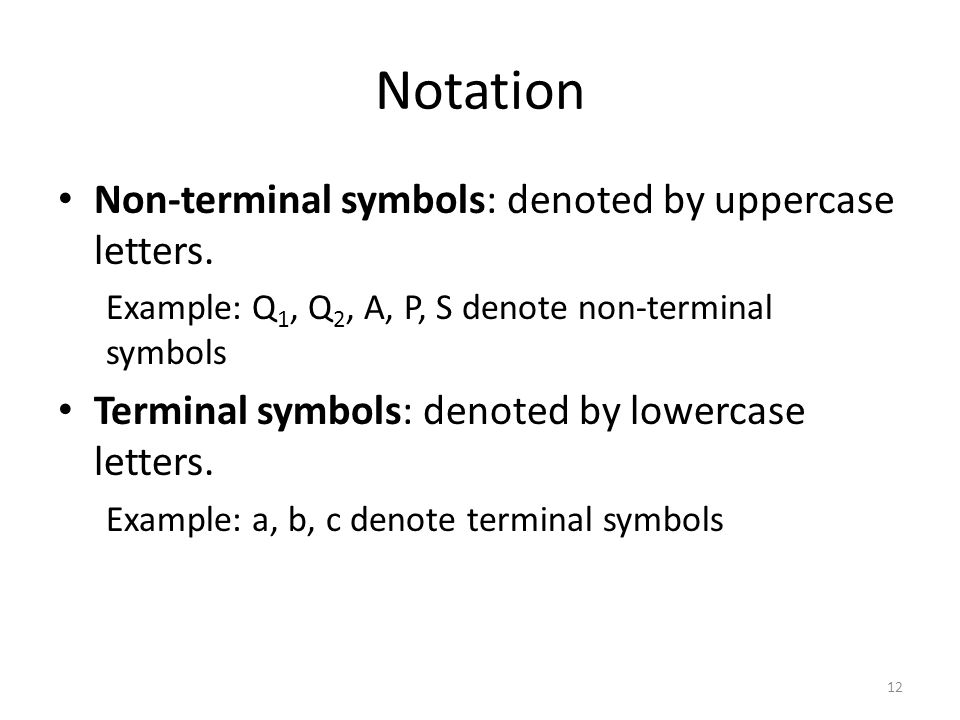 Notation
• Non-terminal symbols: denoted by uppercase
letters.
Example: Q₁, Q₂, A, P, S denote non-terminal
symbols
• Terminal symbols: denoted by lowercase
letters.
Example: a, b, c denote terminal symbols
12